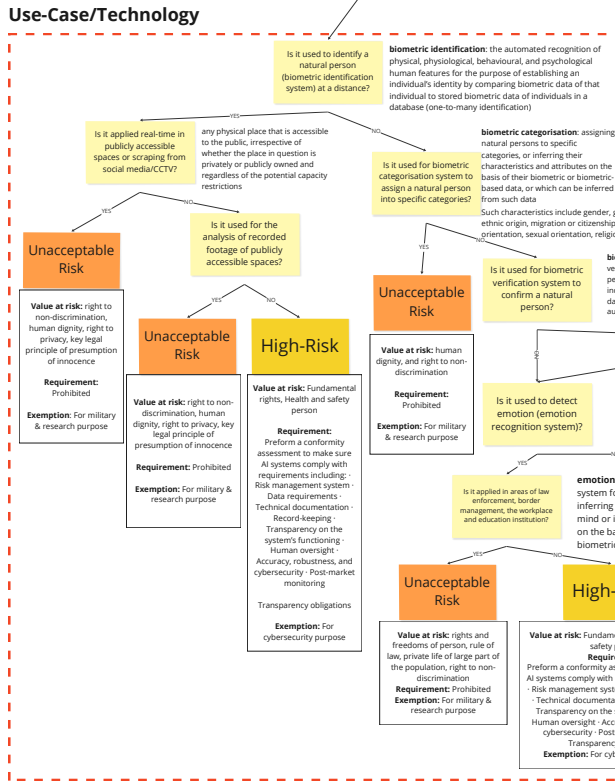 Use-Case/Technology
Is it used to identify a
natural person
(biometric identification
system) at a distance?
biometric identification: the automated recognition of
physical, physiological, behavioural, and psychological
human features for the purpose of establishing an
individual's identity by comparing biometric data of that
individual to stored biometric data of individuals in a
database (one-to-many identification)
YES
NO
Is it applied real-time in
publicly accessible
spaces or scraping from
social media/CCTV?
any physical place that is accessible
to the public, irrespective of
whether the place in question is
privately or publicly owned and
regardless of the potential capacity
restrictions
Is it used for biometric
categorisation system to
assign a natural person
into specific categories?
biometric categorisation: assigning
natural persons to specific
categories, or inferring their
characteristics and attributes on the
basis of their biometric or biometric-
based data, or which can be inferred
from such data
Such characteristics include gender,
ethnic origin, migration or citizenship
orientation, sexual orientation,
YES
NO
Is it used for the
analysis of recorded
footage of publicly
accessible spaces?
YES
NO
Unacceptable
Risk
Value at risk: right to
non-discrimination,
human dignity, right to
privacy, key legal
principle of presumption
of innocence
Requirement:
Prohibited
Exemption: For military
& research purpose
YES
NO
Unacceptable
Risk
Value at risk: right to non-
discrimination, human
dignity, right to privacy, key
legal principle of
presumption of innocence
Requirement: Prohibited
Exemption: For military &
research purpose
High-Risk
Value at risk: Fundamental
rights, Health and safety
person
Requirement:
Preform a conformity
assessment to make sure
AI systems comply with
requirements including: ·
Risk management system ·
Data requirements ·
Technical documentation ·
Record-keeping ·
Transparency on the
system's functioning ·
Human oversight ·
Accuracy, robustness, and
cybersecurity · Post-market
monitoring
Transparency obligations
Exemption: For
cybersecurity purpose
Unacceptable
Risk
Value at risk: human
dignity, and right to non-
discrimination
Requirement:
Prohibited
Exemption: For military
& research purpose
Is it used for biometric
verification system to
confirm a natural
person?
NO
Is it used to detect
emotion (emotion
recognition system)?
YES
Is it applied in areas of law
enforcement, border
management, the workplace
and education institution?
emotion
system
inferring
mind or
on the
YES
NO
Unacceptable
Risk
Value at risk: rights and
freedoms of person, rule of
law, private life of large part of
the population, right to non-
discrimination
Requirement: Prohibited
Exemption: For military &
research purpose
High-
Value at risk:
safety
Preform a conformity
AI systems comply with
· Risk management
· Technical
Transparency on the
Human oversight ·
cybersecurity ·
Exemption: For